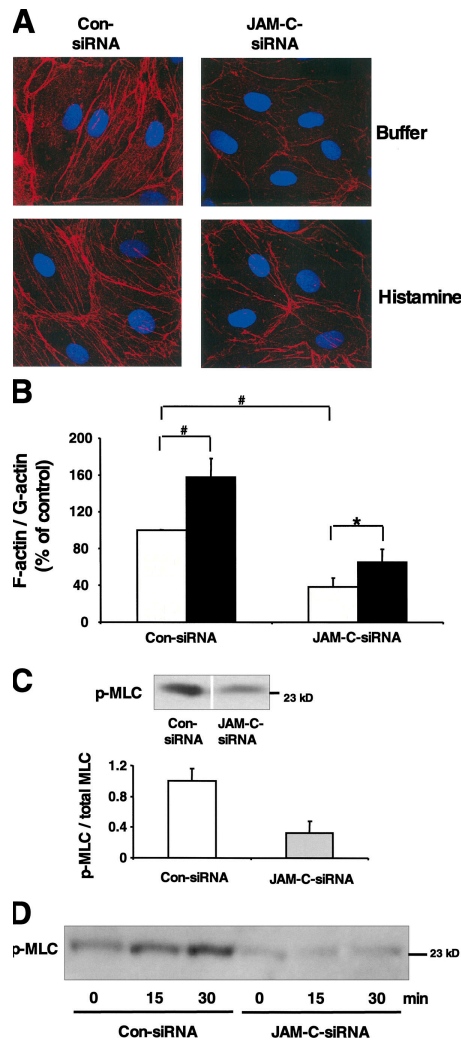 A
Con-
siRNA
JAM-C-
siRNA
Buffer
Histamine
B
#
#
*
F-actin / G-actin
(% of control)
200
160
120
80
40
0
Con-siRNA
JAM-C-siRNA
C
p-MLC
23 kD
Con-
siRNA
JAM-C-
siRNA
p-MLC / total MLC
1.2
0.8
0.4
0
Con-siRNA
JAM-C-siRNA
D
p-MLC
23 kD
0 15 30 0 15 30 min
Con-siRNA
JAM-C-siRNA